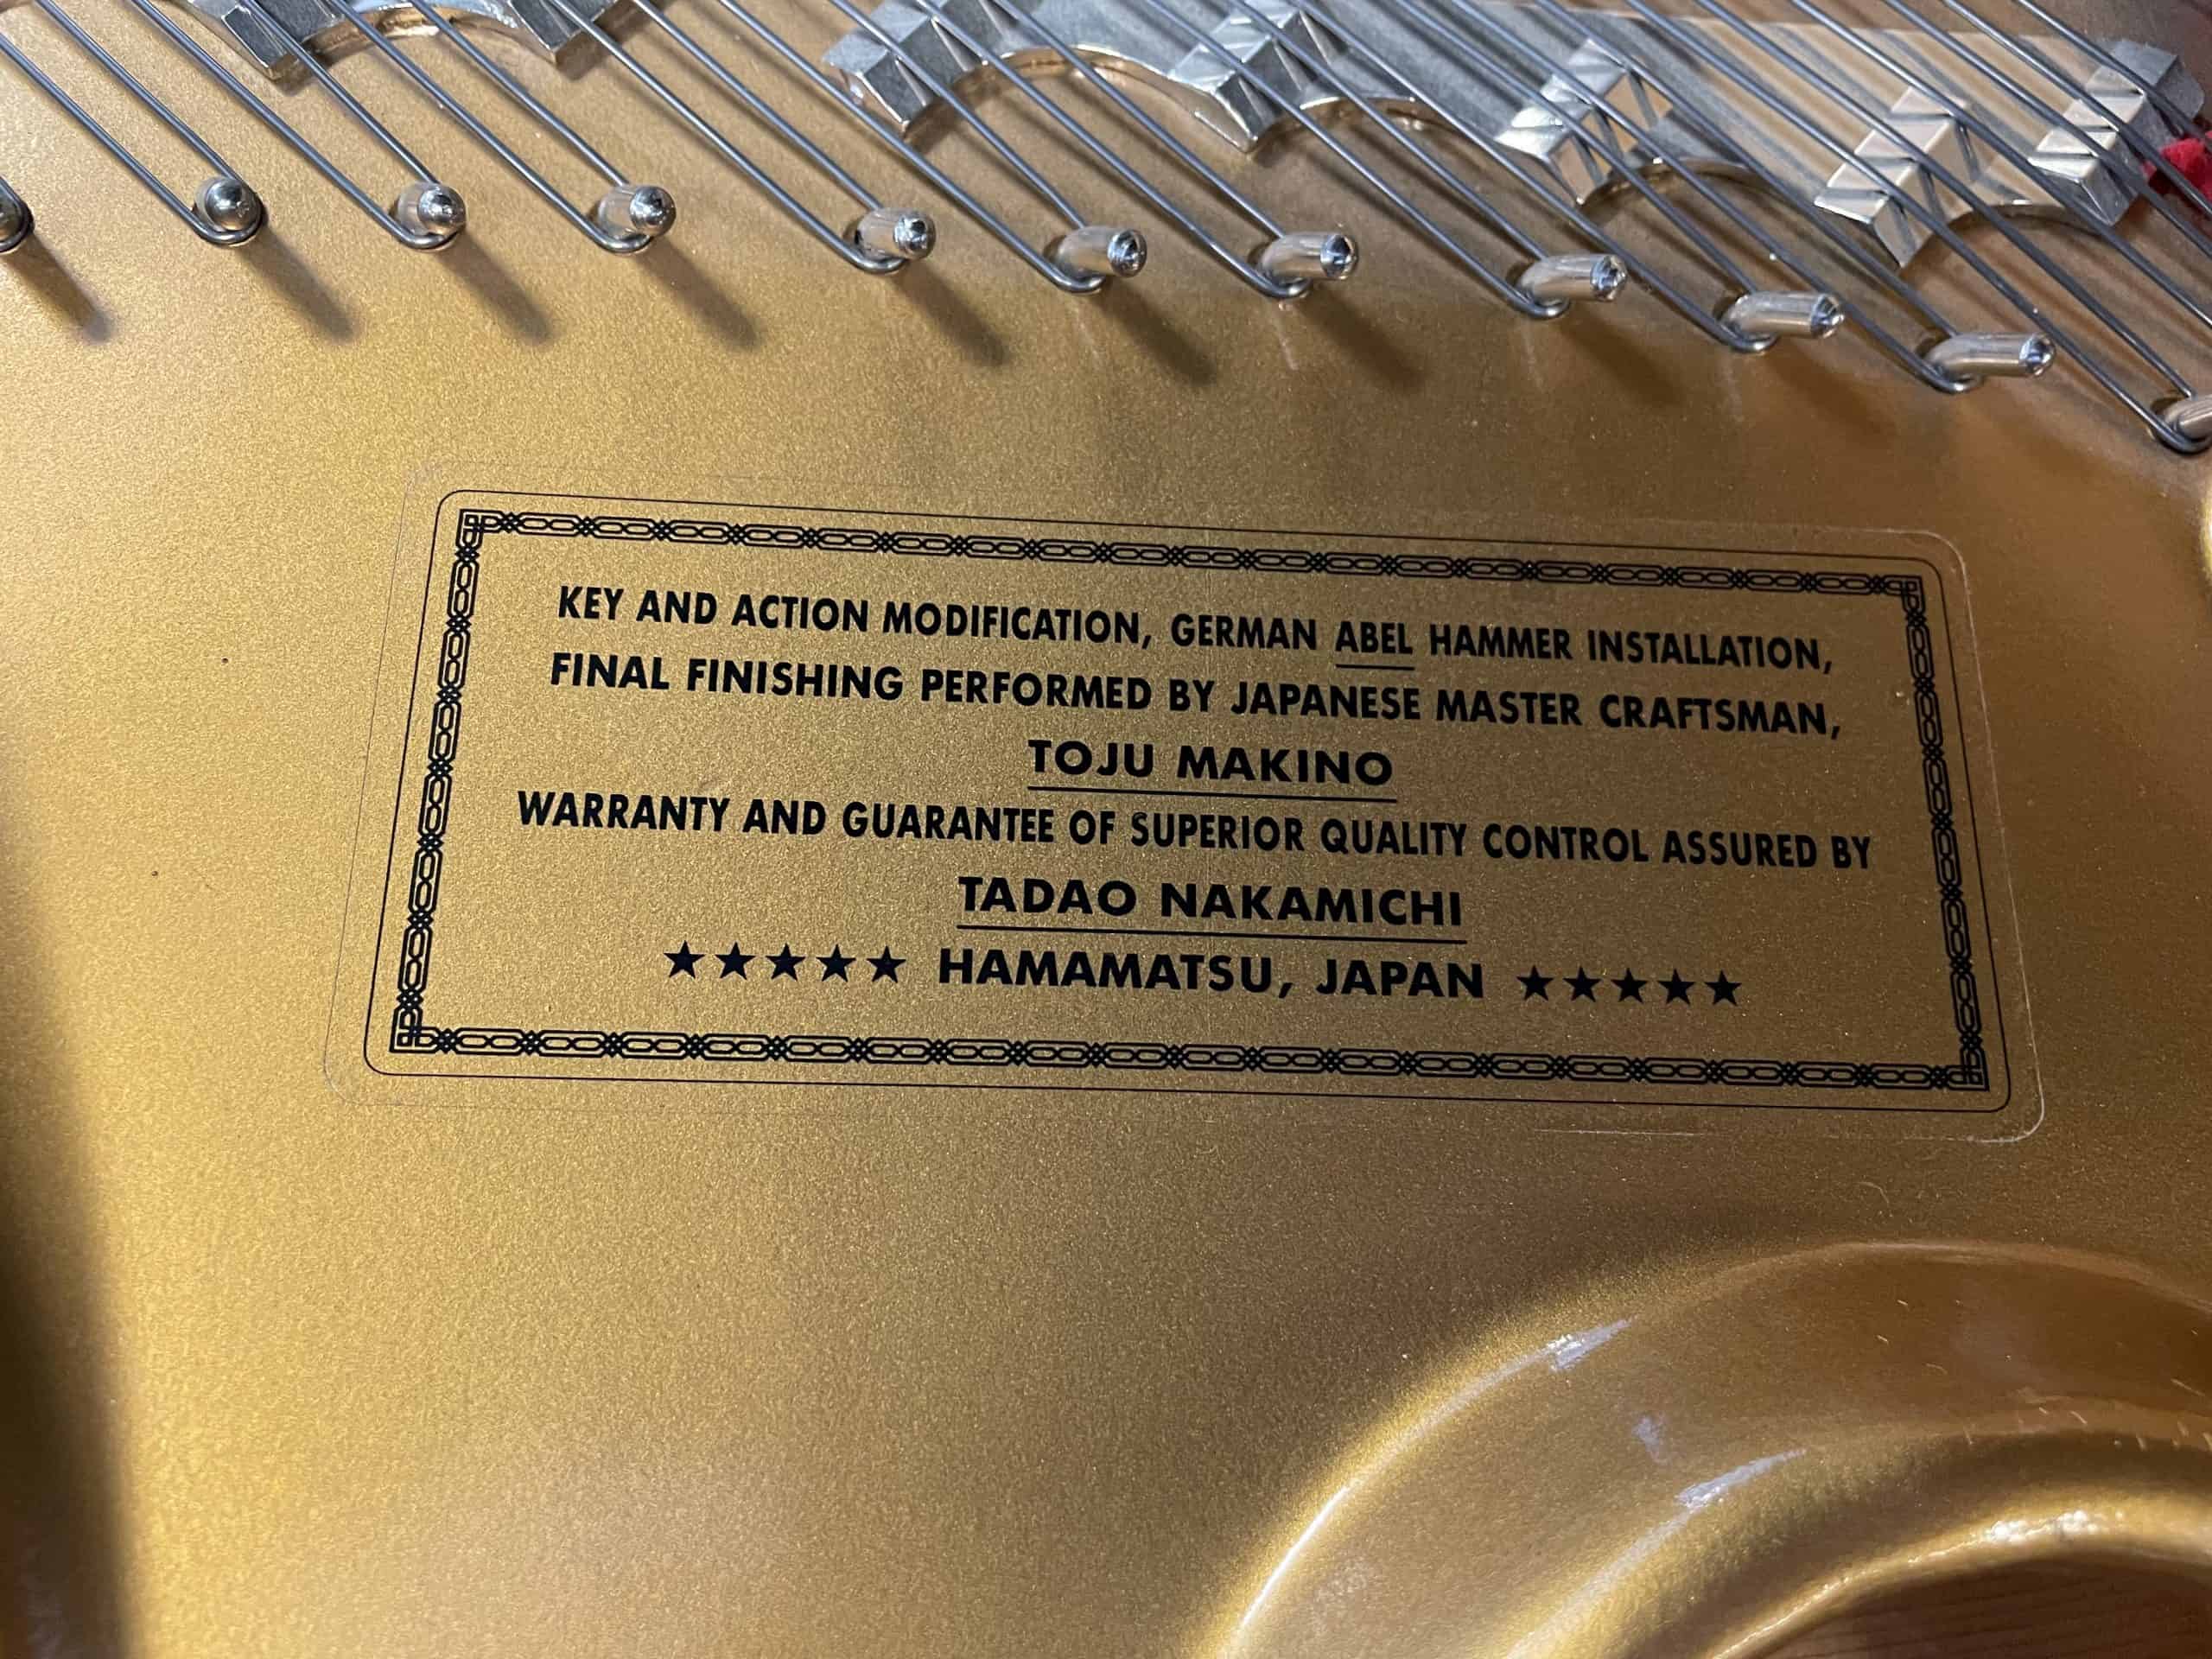 KEY AND ACTION MODIFICATION, GERMAN ABEL HAMMER INSTALLATION,
FINAL FINISHING PERFORMED BY JAPANESE MASTER CRAFTSMAN,
TOJU MAKINO
WARRANTY AND GUARANTEE OF SUPERIOR QUALITY CONTROL ASSURED BY
TADAO NAKAMICHI
★★★★★ HAMAMATSU, JAPAN ★★★★★